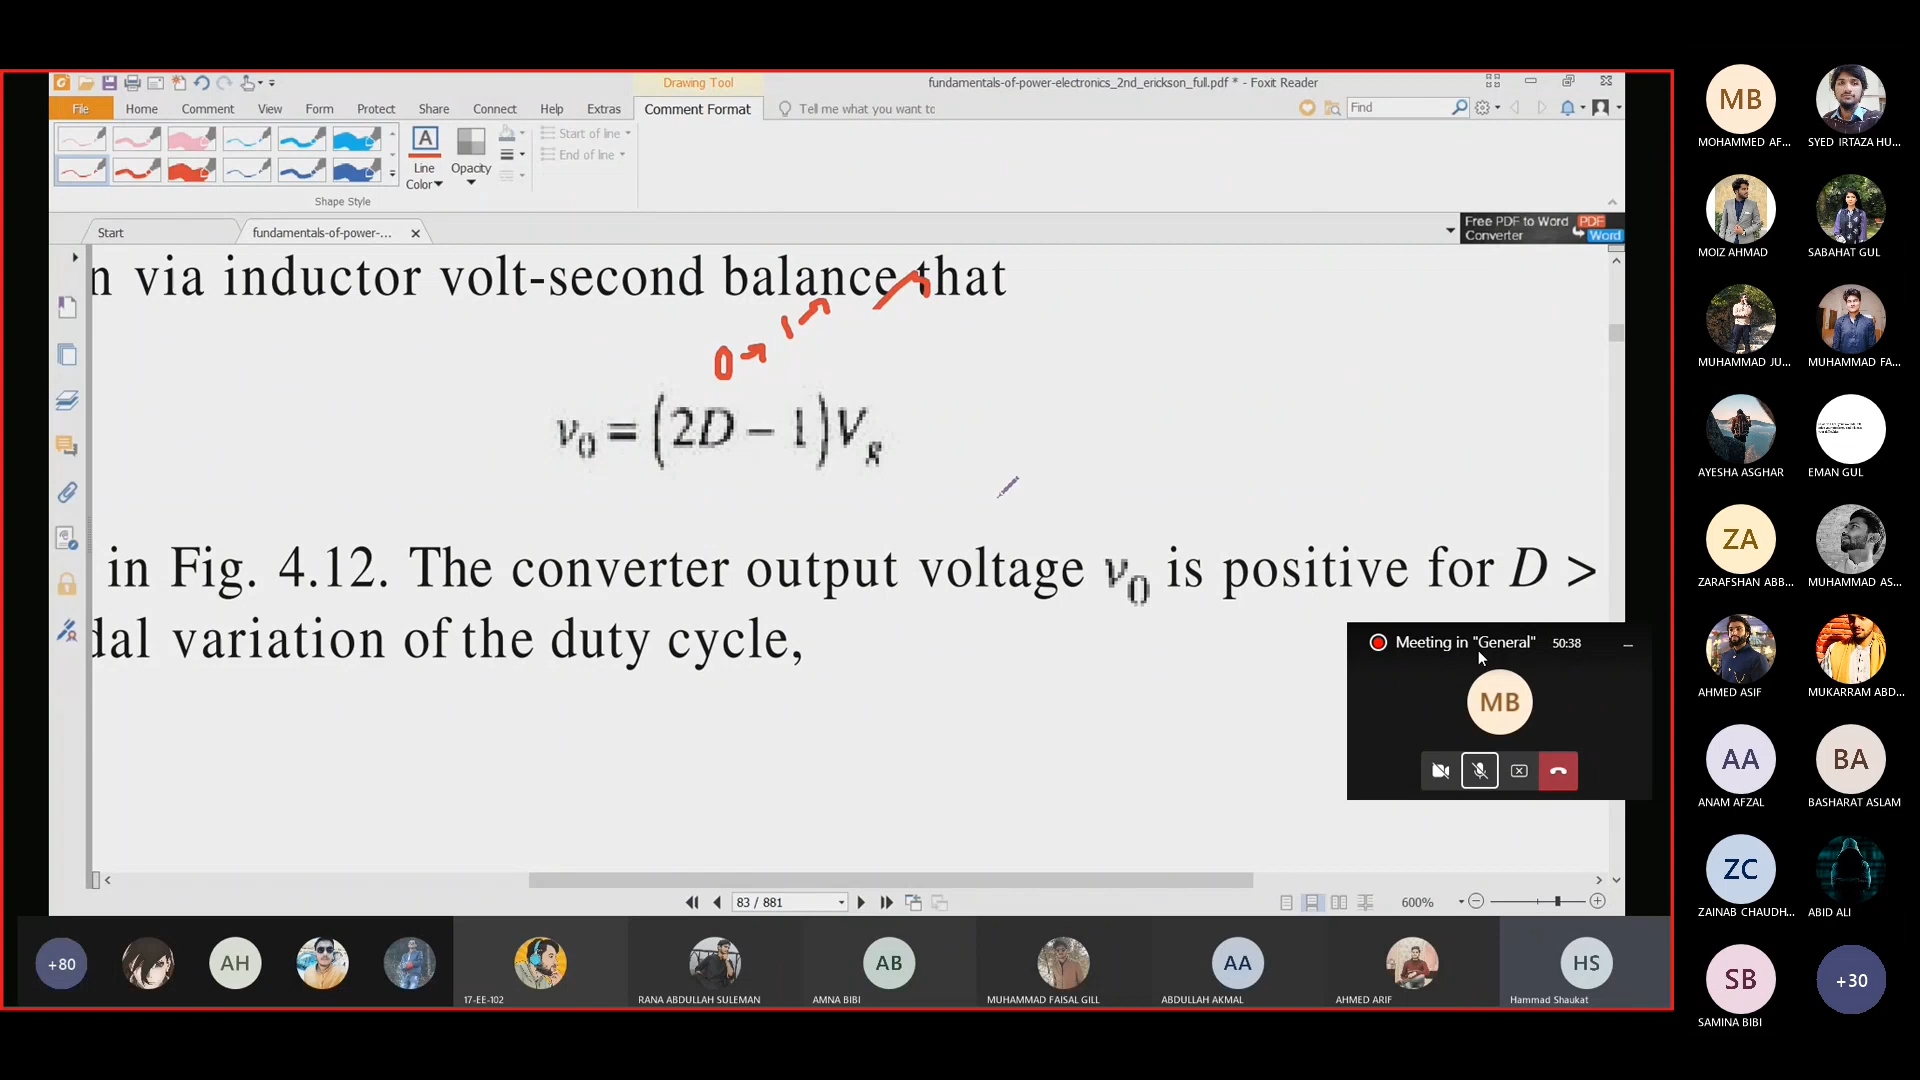 Drawing Tool
fundamentals-of-power-electronics_2nd_erickson_full.pdf * - Foxit Reader
File Home Comment View Form Protect Share Connect Help Extras Comment Format Tell me what you want to Find
Line Color
Opacity
Start of line
End of line
Shape Style
Start
fundamentals-of-power-...
Free PDF to Word Converter
PDF
Word
n via inductor volt-second balance that
0 1
v0 = (2D – 1)Vg
in Fig. 4.12. The converter output voltage v0 is positive for D >
dal variation of the duty cycle,
Meeting in "General" 50:38
MB
83 / 881
600%
+80
AH
17-EE-102
RANA ABDULLAH SULEMAN
AB
AMNA BIBI
MUHAMMAD FAISAL GILL
AA
ABDULLAH AKMAL
AHMED ARIF
HS
Hammad Shaukat
MB
MOHAMMED AF...
SYED IRTAZA HU...
MOIZ AHMAD
SABAHAT GUL
MUHAMMAD JU...
MUHAMMAD FA...
AYESHA ASGHAR
EMAN GUL
ZA
ZARAFSHAN ABB...
MUHAMMAD AS...
AHMED ASIF
MUKARRAM ABD...
AA
ANAM AFZAL
BA
BASHARAT ASLAM
ZC
ZAINAB CHAUDH...
ABID ALI
SB
SAMINA BIBI
+30